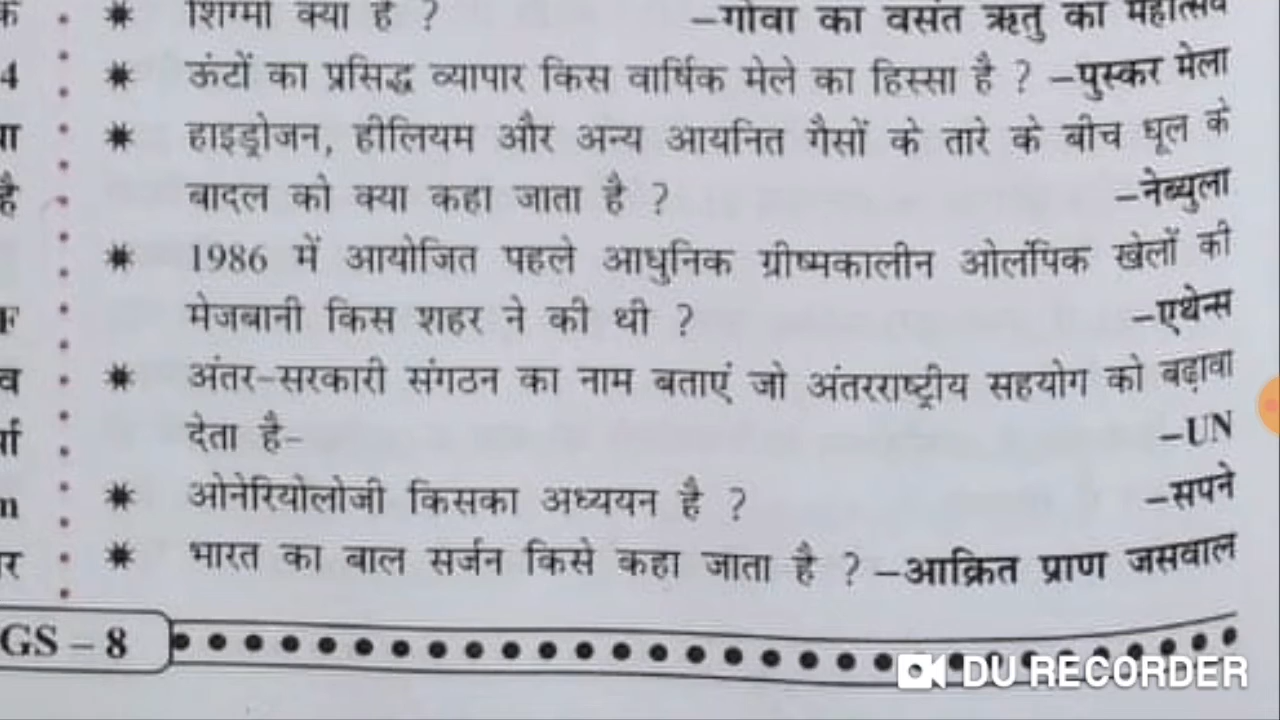 * शिग्मा क्या है ? –गोवा का वसंत ऋतु का महोत्सव
4 * ऊंटों का प्रसिद्ध व्यापार किस वार्षिक मेले का हिस्सा है ? –पुस्कर मेला
* हाइड्रोजन, हीलियम और अन्य आयनित गैसों के तारे के बीच धूल के
है बादल को क्या कहा जाता है ? –नेब्युला
* 1986 में आयोजित पहले आधुनिक ग्रीष्मकालीन ओलंपिक खेलों की
F मेजबानी किस शहर ने की थी ? –एथेन्स
व * अंतर-सरकारी संगठन का नाम बताएं जो अंतरराष्ट्रीय सहयोग को बढ़ावा
देता है- –UN
* ओनेरियोलोजी किसका अध्ययन है ? –सपने
र * भारत का बाल सर्जन किसे कहा जाता है ? –आक्रित प्राण जसवाल
GS – 8
DU RECORDER